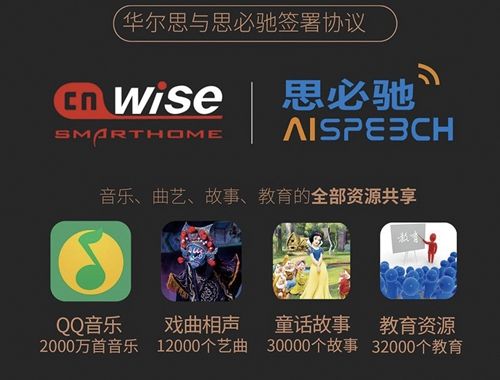 华尔思与思必驰签署协议
cn wise
SMARTHOME
思必驰
AISPEECH
音乐、曲艺、故事、教育的全部资源共享
教育
QQ音乐 戏曲相声 童话故事 教育资源
2000万首音乐 12000个艺曲 30000个故事 32000个教育